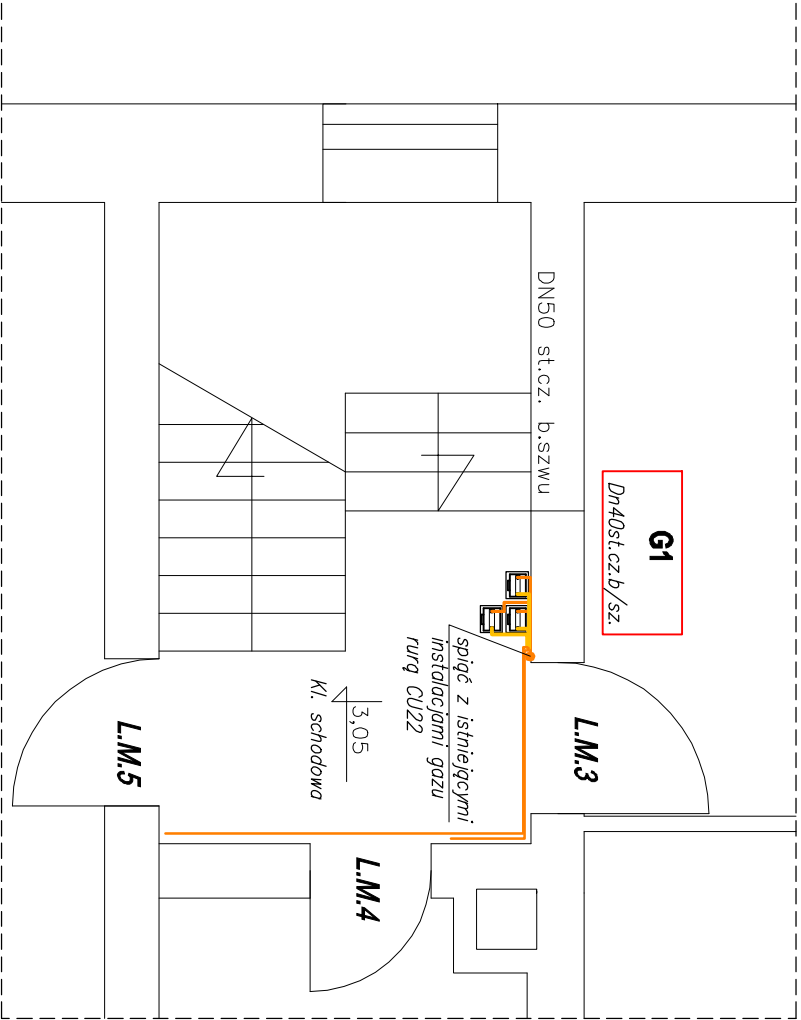 DN50 st.cz. b.szwu
G1
Dn40st.cz.b/sz.
spiąć z istniejącymi
instalacjami gazu
rurą CU22
3,05
Kl. schodowa
L.M.3
L.M.5
L.M.4